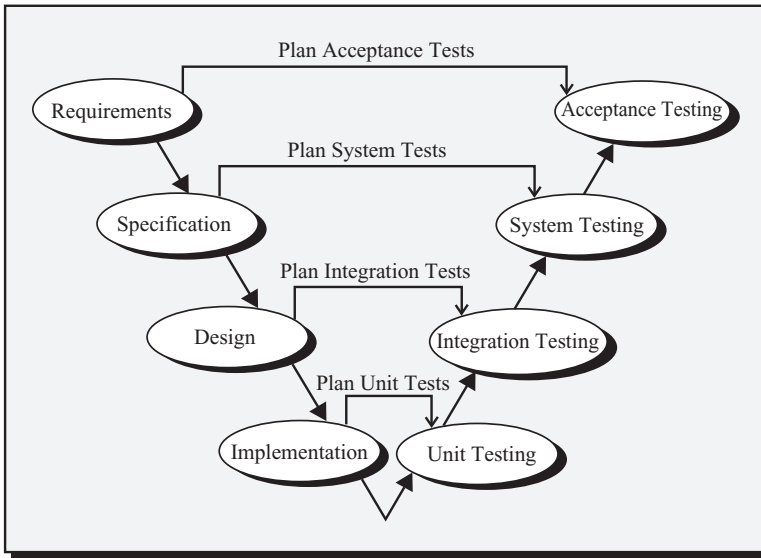 Plan Acceptance Tests
Requirements
Acceptance Testing
Plan System Tests
Specification
System Testing
Plan Integration Tests
Design
Integration Testing
Plan Unit Tests
Implementation
Unit Testing